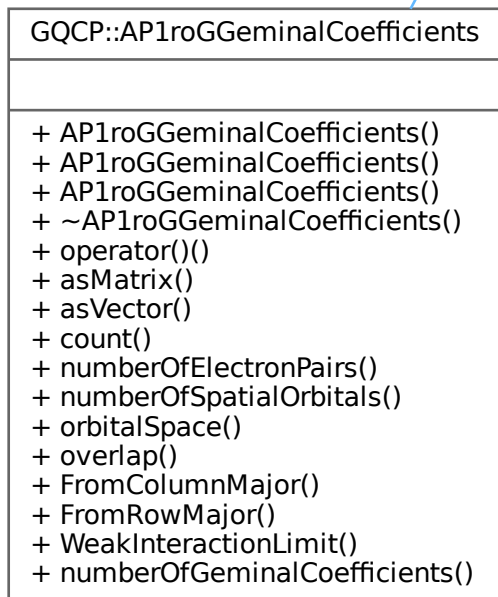 GQCP::AP1roGGeminalCoefficients
+ AP1roGGeminalCoefficients()
+ AP1roGGeminalCoefficients()
+ AP1roGGeminalCoefficients()
+ ~AP1roGGeminalCoefficients()
+ operator()()
+ asMatrix()
+ asVector()
+ count()
+ numberOfElectronPairs()
+ numberOfSpatialOrbitals()
+ orbitalSpace()
+ overlap()
+ FromColumnMajor()
+ FromRowMajor()
+ WeakInteractionLimit()
+ numberOfGeminalCoefficients()